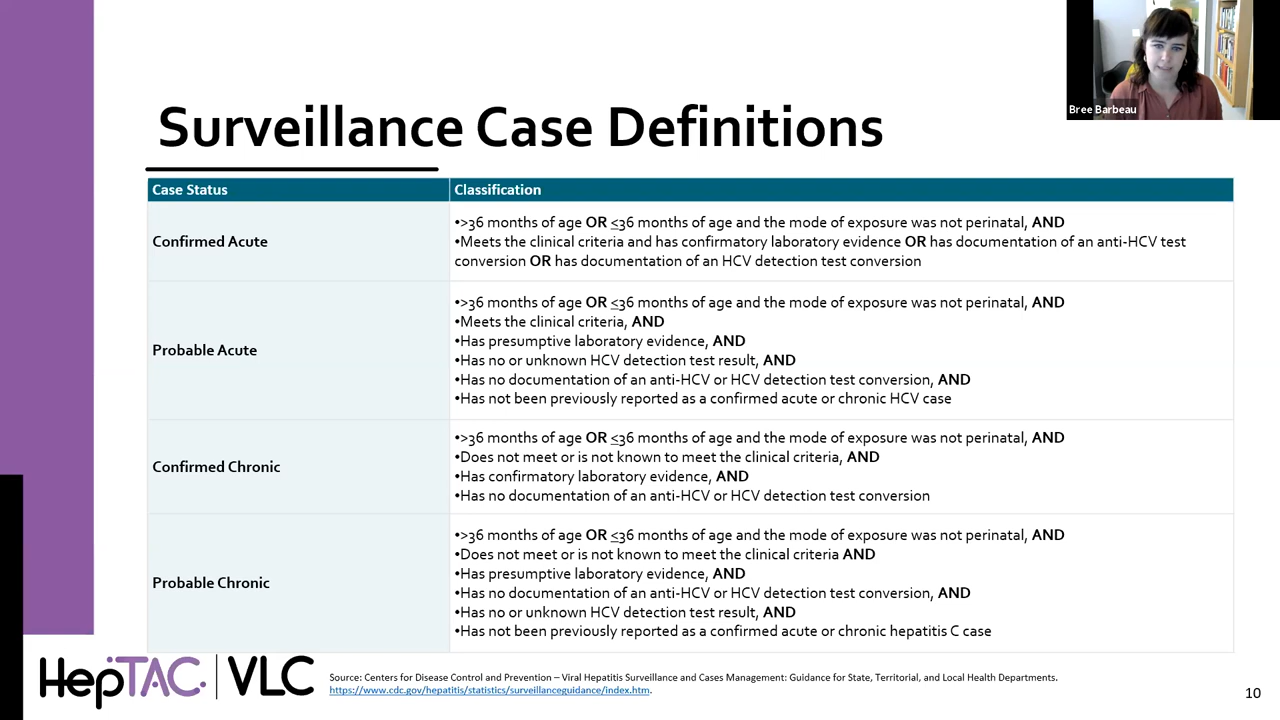 Bree Barbeau
Surveillance Case Definitions
Case Status
Classification
Confirmed Acute
•>36 months of age OR ≤36 months of age and the mode of exposure was not perinatal, AND
•Meets the clinical criteria and has confirmatory laboratory evidence OR has documentation of an anti-HCV test
conversion OR has documentation of an HCV detection test conversion
Probable Acute
•>36 months of age OR ≤36 months of age and the mode of exposure was not perinatal, AND
•Meets the clinical criteria, AND
•Has presumptive laboratory evidence, AND
•Has no or unknown HCV detection test result, AND
•Has no documentation of an anti-HCV or HCV detection test conversion, AND
•Has not been previously reported as a confirmed acute or chronic HCV case
Confirmed Chronic
•>36 months of age OR ≤36 months of age and the mode of exposure was not perinatal, AND
•Does not meet or is not known to meet the clinical criteria, AND
•Has confirmatory laboratory evidence, AND
•Has no documentation of an anti-HCV or HCV detection test conversion
Probable Chronic
•>36 months of age OR ≤36 months of age and the mode of exposure was not perinatal, AND
•Does not meet or is not known to meet the clinical criteria AND
•Has presumptive laboratory evidence, AND
•Has no documentation of an anti-HCV or HCV detection test conversion, AND
•Has no or unknown HCV detection test result, AND
•Has not been previously reported as a confirmed acute or chronic hepatitis C case
HepTAC | VLC
Source: Centers for Disease Control and Prevention – Viral Hepatitis Surveillance and Cases Management: Guidance for State, Territorial, and Local Health Departments.
https://www.cdc.gov/hepatitis/statistics/surveillanceguidance/index.htm.
10